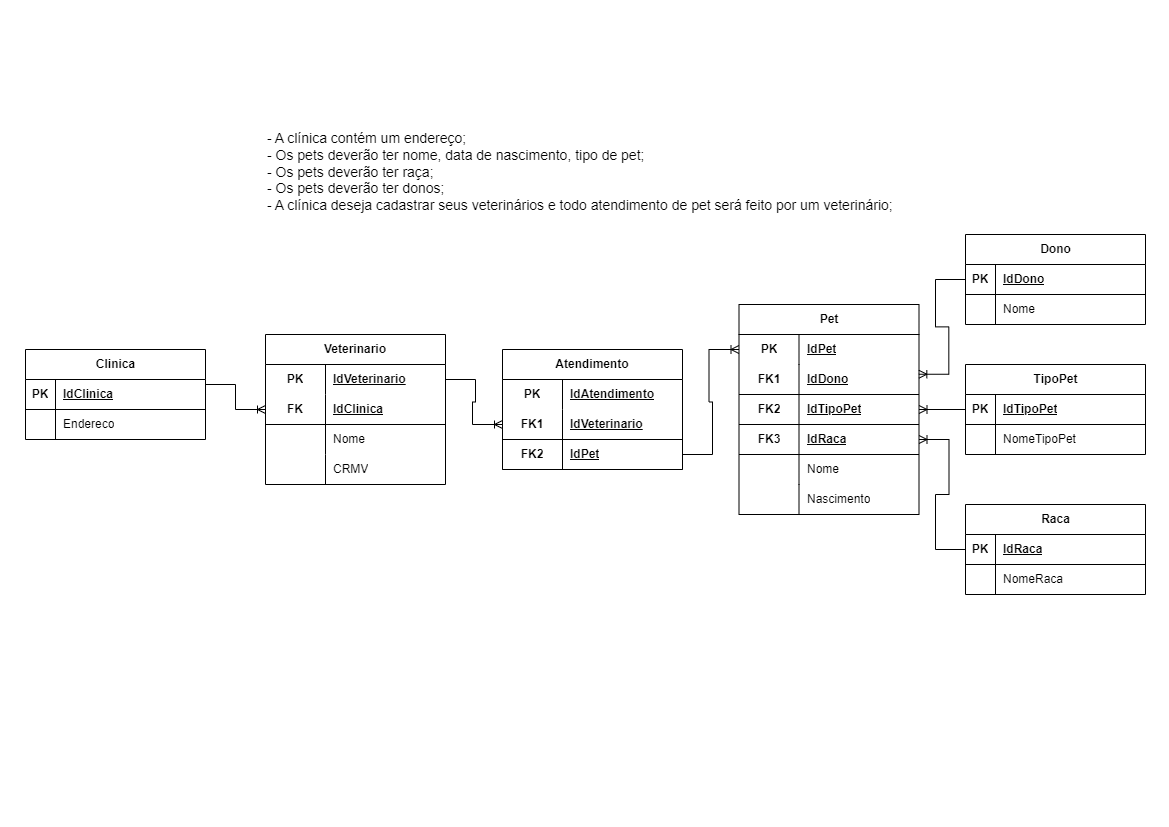 - A clínica contém um endereço;
- Os pets deverão ter nome, data de nascimento, tipo de pet;
- Os pets deverão ter raça;
- Os pets deverão ter donos;
- A clínica deseja cadastrar seus veterinários e todo atendimento de pet será feito por um veterinário;
Clinica
PK IdClinica
Endereco
Veterinario
PK IdVeterinario
FK IdClinica
Nome
CRMV
Atendimento
PK IdAtendimento
FK1 IdVeterinario
FK2 IdPet
Pet
PK IdPet
FK1 IdDono
FK2 IdTipoPet
FK3 IdRaca
Nome
Nascimento
Dono
PK IdDono
Nome
TipoPet
PK IdTipoPet
NomeTipoPet
Raca
PK IdRaca
NomeRaca